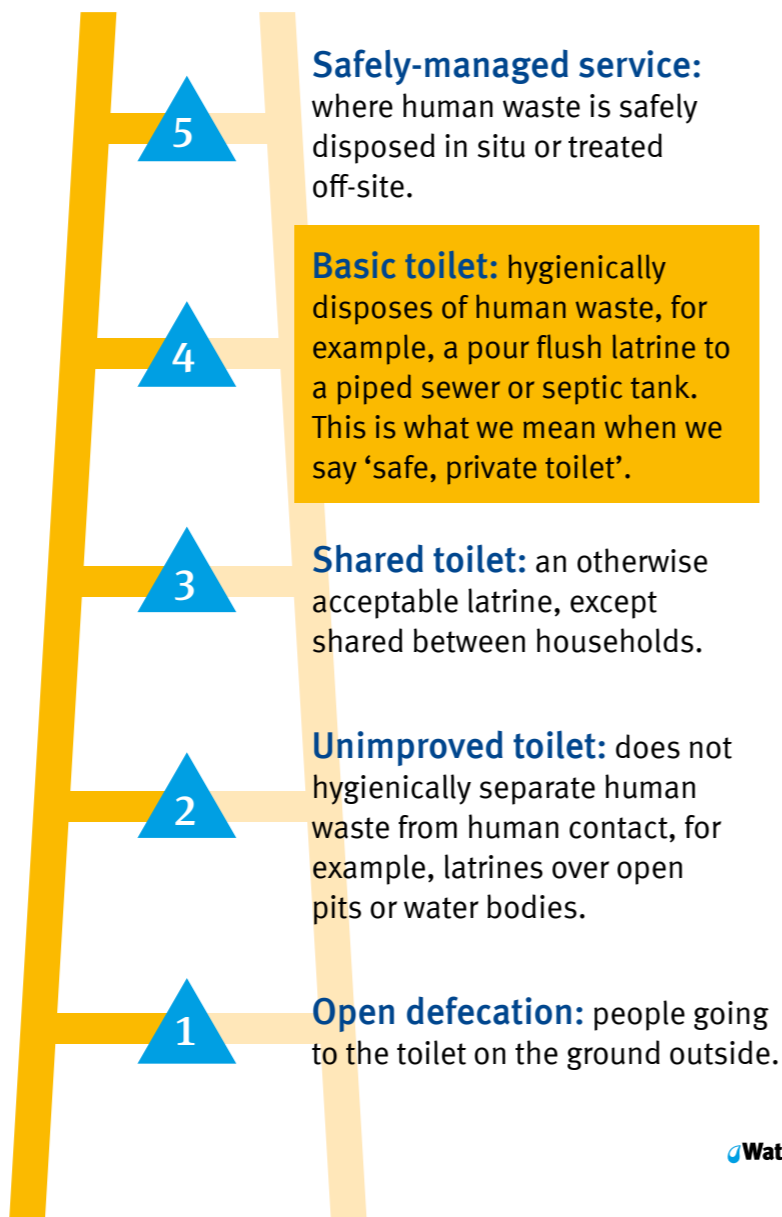 5
Safely-managed service:
where human waste is safely
disposed in situ or treated
off-site.
4
Basic toilet: hygienically
disposes of human waste, for
example, a pour flush latrine to
a piped sewer or septic tank.
This is what we mean when we
say ‘safe, private toilet’.
3
Shared toilet: an otherwise
acceptable latrine, except
shared between households.
2
Unimproved toilet: does not
hygienically separate human
waste from human contact, for
example, latrines over open
pits or water bodies.
1
Open defecation: people going
to the toilet on the ground outside.
Wat